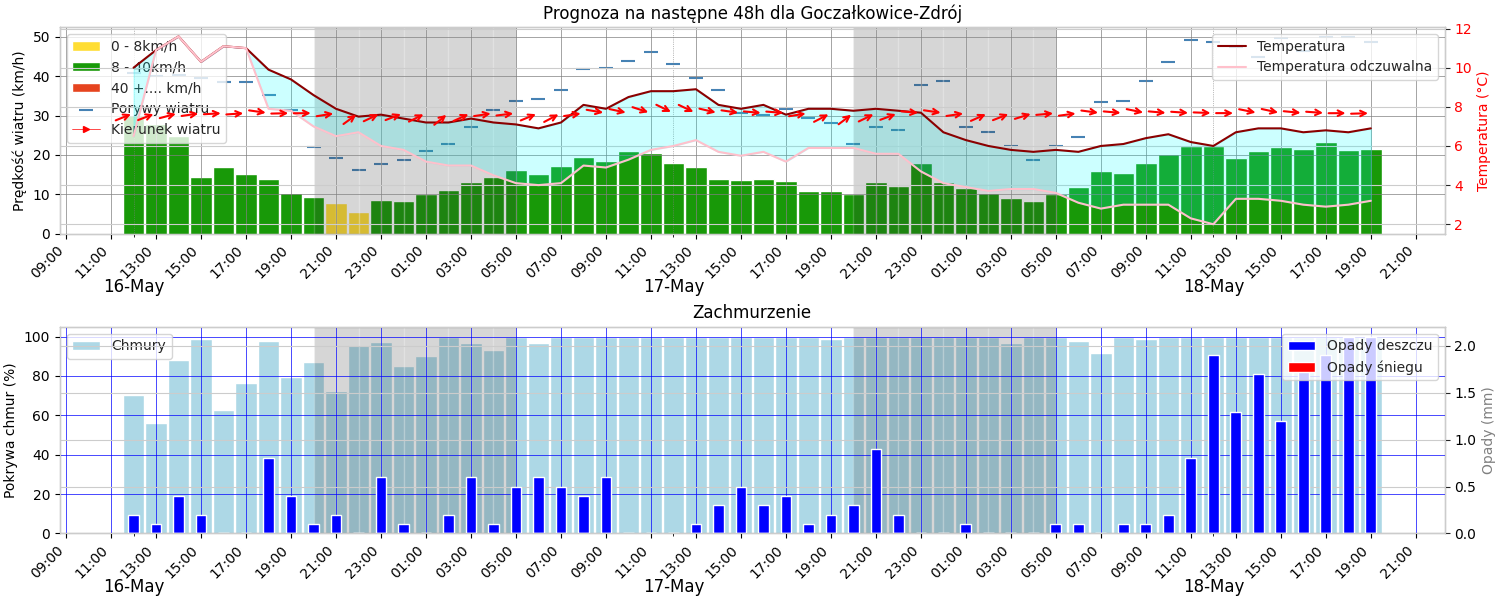 Prognoza na następne 48h dla Goczałkowice-Zdrój
Prędkość wiatru (km/h)
50
40
30
20
10
0
0 - 8km/h
8 - 40km/h
40 +.... km/h
Porywy wiatru
Kierunek wiatru
Temperatura
Temperatura odczuwalna
12
10
8
6
4
2
Temperatura (°C)
09:00 11:00 13:00 15:00 17:00 19:00 21:00 23:00 01:00 03:00 05:00 07:00 09:00 11:00 13:00 15:00 17:00 19:00 21:00 23:00 01:00 03:00 05:00 07:00 09:00 11:00 13:00 15:00 17:00 19:00 21:00
16-May 17-May 18-May
Zachmurzenie
Pokrywa chmur (%)
100
80
60
40
20
0
Chmury
Opady deszczu
Opady śniegu
2.0
1.5
1.0
0.5
0.0
Opady (mm)
09:00 11:00 13:00 15:00 17:00 19:00 21:00 23:00 01:00 03:00 05:00 07:00 09:00 11:00 13:00 15:00 17:00 19:00 21:00 23:00 01:00 03:00 05:00 07:00 09:00 11:00 13:00 15:00 17:00 19:00 21:00
16-May 17-May 18-May